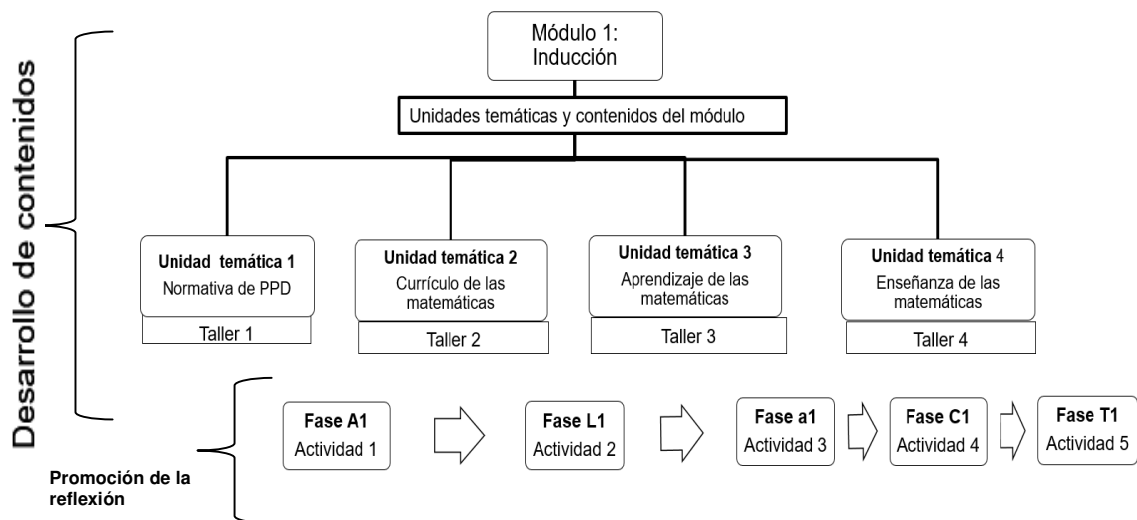 Desarrollo de contenidos
Módulo 1:
Inducción
Unidades temáticas y contenidos del módulo
Unidad temática 1
Normativa de PPD
Taller 1
Unidad temática 2
Currículo de las
matemáticas
Taller 2
Unidad temática 3
Aprendizaje de las
matemáticas
Taller 3
Unidad temática 4
Enseñanza de las
matemáticas
Taller 4
Promoción de la
reflexión
Fase A1
Actividad 1
Fase L1
Actividad 2
Fase a1
Actividad 3
Fase C1
Actividad 4
Fase T1
Actividad 5